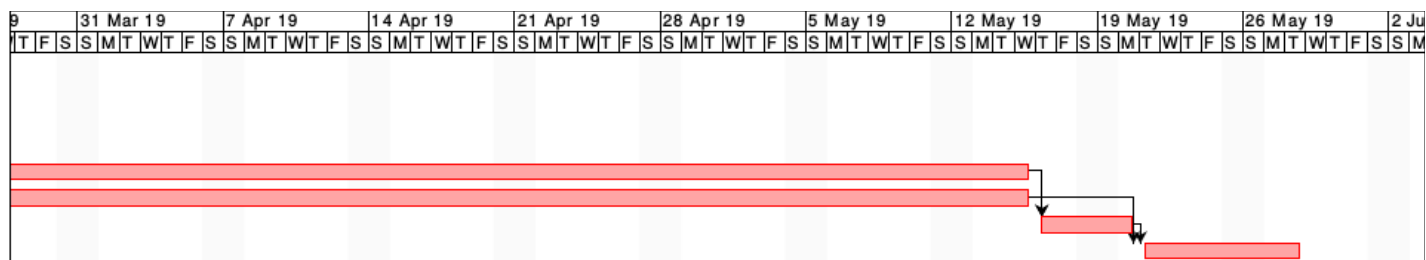 9 31 Mar 19 7 Apr 19 14 Apr 19 21 Apr 19 28 Apr 19 5 May 19 12 May 19 19 May 19 26 May 19 2 Ju
T F S S M T W T F S S M T W T F S S M T W T F S S M T W T F S S M T W T F S S M T W T F S S M T W T F S S M T W T F S S M T W T F S S M